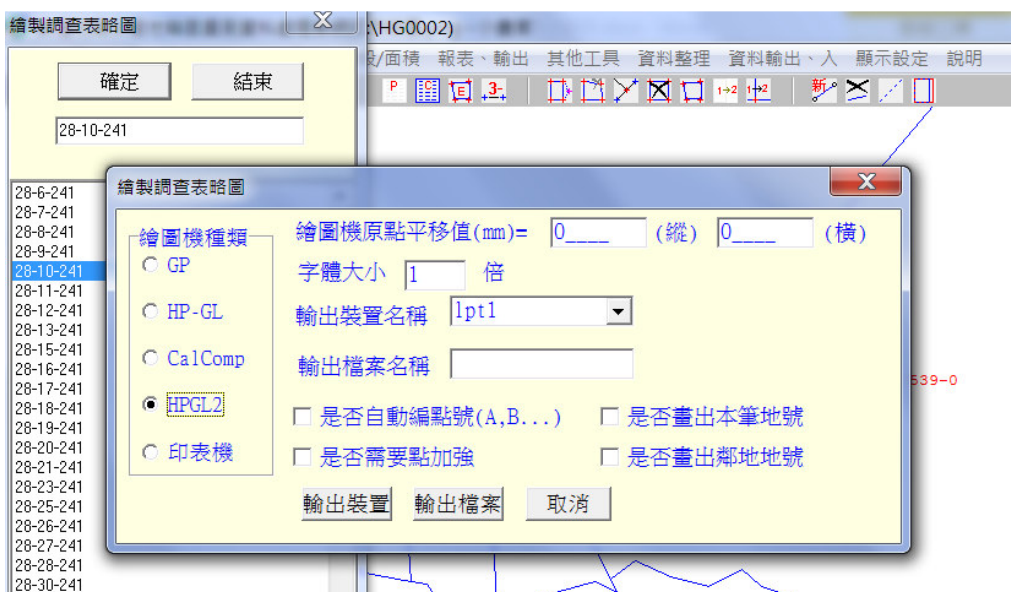 繪製調查表略圖
:\HG0002)
/面積 報表、輸出 其他工具 資料整理 資料輸出、入 顯示設定 說明
確定 結束
28-10-241
28-6-241
28-7-241
28-8-241
28-9-241
28-10-241
28-11-241
28-12-241
28-13-241
28-15-241
28-16-241
28-17-241
28-18-241
28-19-241
28-20-241
28-21-241
28-23-241
28-25-241
28-26-241
28-27-241
28-28-241
28-30-241
繪製調查表略圖
繪圖機種類
GP
HP-GL
CalComp
HPGL2
印表機
繪圖機原點平移值(mm)= 0____ (縱) 0____ (橫)
字體大小 1 倍
輸出裝置名稱 lpt1
輸出檔案名稱
是否自動編點號(A,B...) 是否畫出本筆地號
是否需要點加強 是否畫出鄰地地號
輸出裝置 輸出檔案 取消
539-0